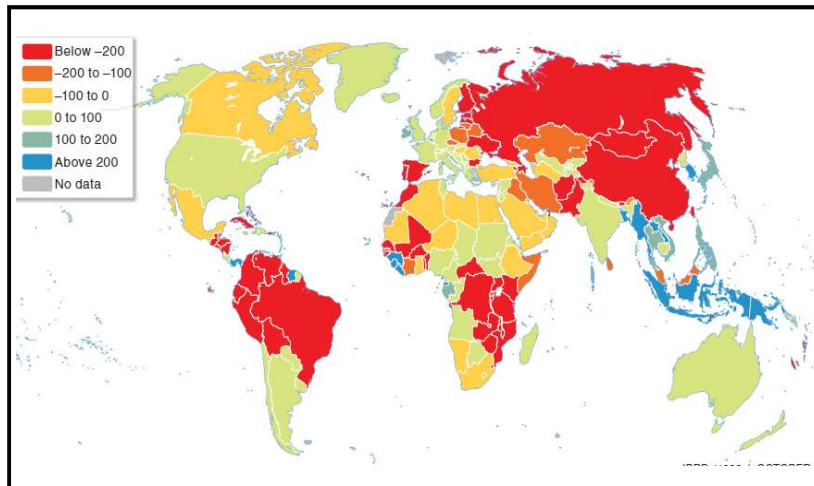 Below –200
–200 to –100
–100 to 0
0 to 100
100 to 200
Above 200
No data